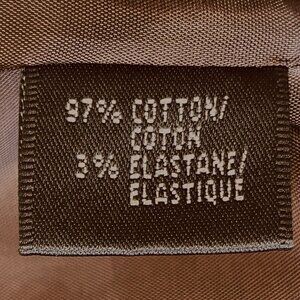 97% COTTON/
COTON
3% ELASTANE/
ELASTIQUE